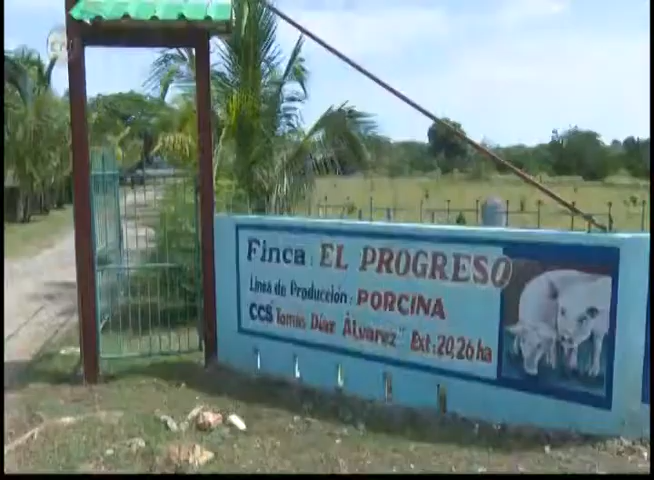 Finca: EL PROGRESO
Línea de Producción: PORCINA
CCS "Tomás Díaz Álvarez" Ext: 20,26 ha